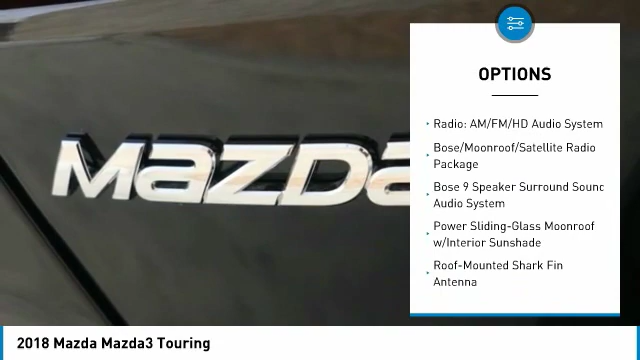 OPTIONS
Radio: AM/FM/HD Audio System
Bose/Moonroof/Satellite Radio
Package
Bose 9 Speaker Surround Sound
Audio System
Power Sliding-Glass Moonroof
w/Interior Sunshade
Roof-Mounted Shark Fin
Antenna
mazda
2018 Mazda Mazda3 Touring